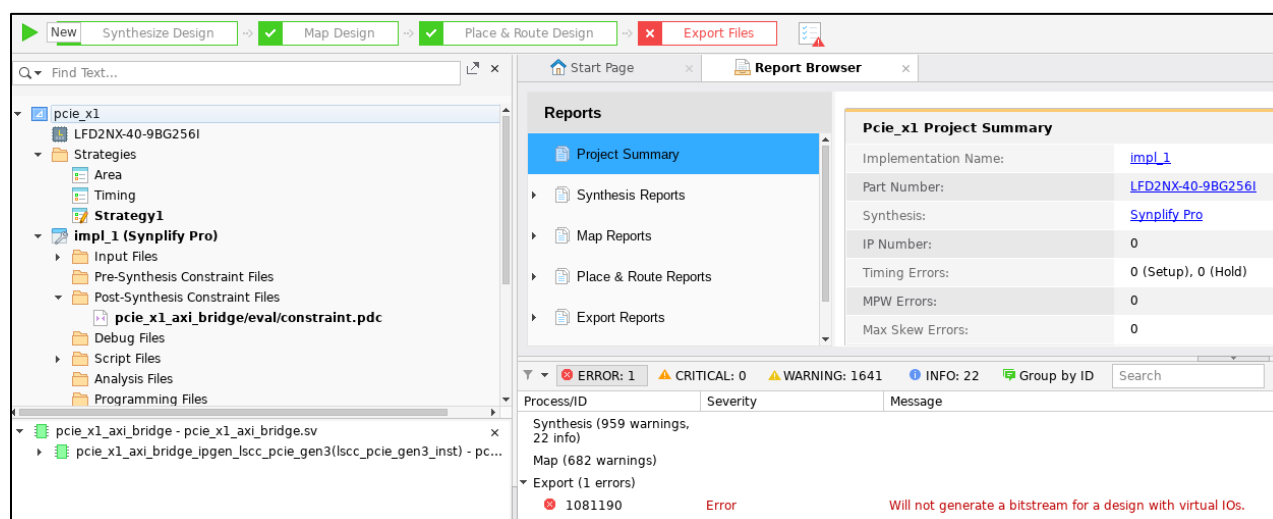 New Synthesize Design Map Design Place & Route Design Export Files
Find Text...
pcie_x1
LFD2NX-40-9BG256I
Strategies
Area
Timing
Strategy1
impl_1 (Synplify Pro)
Input Files
Pre-Synthesis Constraint Files
Post-Synthesis Constraint Files
pcie_x1_axi_bridge/eval/constraint.pdc
Debug Files
Script Files
Analysis Files
Programming Files
pcie_x1_axi_bridge - pcie_x1_axi_bridge.sv
pcie_x1_axi_bridge_ipgen_lscc_pcie_gen3(lscc_pcie_gen3_inst) - pc...
Start Page Report Browser
Reports
Project Summary
Synthesis Reports
Map Reports
Place & Route Reports
Export Reports
Pcie_x1 Project Summary
Implementation Name: impl_1
Part Number: LFD2NX-40-9BG256I
Synthesis: Synplify Pro
IP Number: 0
Timing Errors: 0 (Setup), 0 (Hold)
MPW Errors: 0
Max Skew Errors: 0
ERROR: 1 CRITICAL: 0 WARNING: 1641 INFO: 22 Group by ID Search
Process/ID Severity Message
Synthesis (959 warnings,
22 info)
Map (682 warnings)
Export (1 errors)
1081190 Error Will not generate a bitstream for a design with virtual IOs.